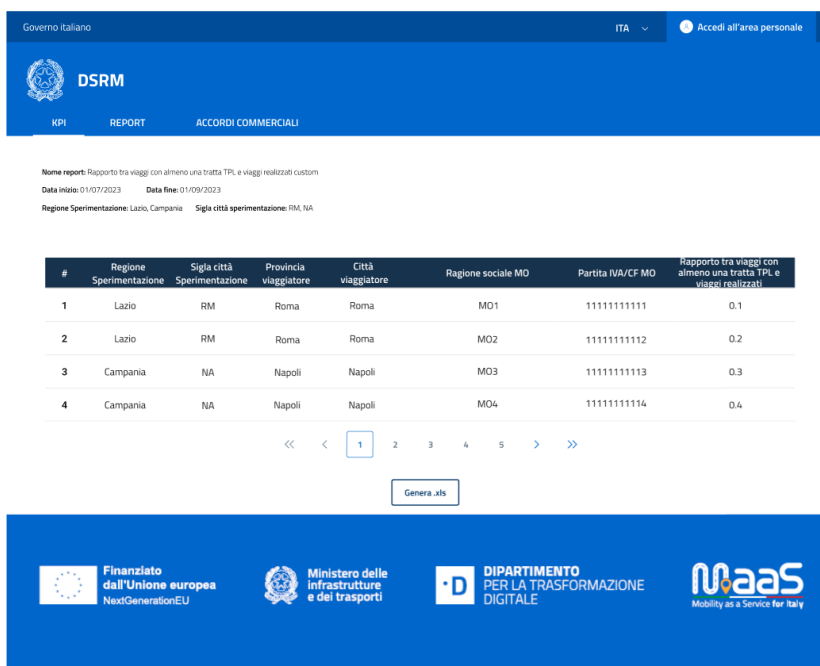 Governo italiano ITA Accedi all'area personale
DSRM
KPI REPORT ACCORDI COMMERCIALI
Nome report: Rapporto tra viaggi con almeno una tratta TPL e viaggi realizzati custom
Data inizio: 01/07/2023 Data fine: 01/09/2023
Regione Sperimentazione: Lazio, Campania Sigla città sperimentazione: RM, NA
# Regione Sperimentazione Sigla città Sperimentazione Provincia viaggiatore Città viaggiatore Ragione sociale MO Partita IVA/CF MO Rapporto tra viaggi con almeno una tratta TPL e viaggi realizzati
1 Lazio RM Roma Roma MO1 11111111111 0.1
2 Lazio RM Roma Roma MO2 11111111112 0.2
3 Campania NA Napoli Napoli MO3 11111111113 0.3
4 Campania NA Napoli Napoli MO4 11111111114 0.4
<< < 1 2 3 4 5 > >>
Genera .xls
Finanziato
dall'Unione europea
NextGenerationEU
Ministero delle
infrastrutture
e dei trasporti
·D
DIPARTIMENTO
PER LA TRASFORMAZIONE
DIGITALE
MaaS
Mobility as a Service for Italy